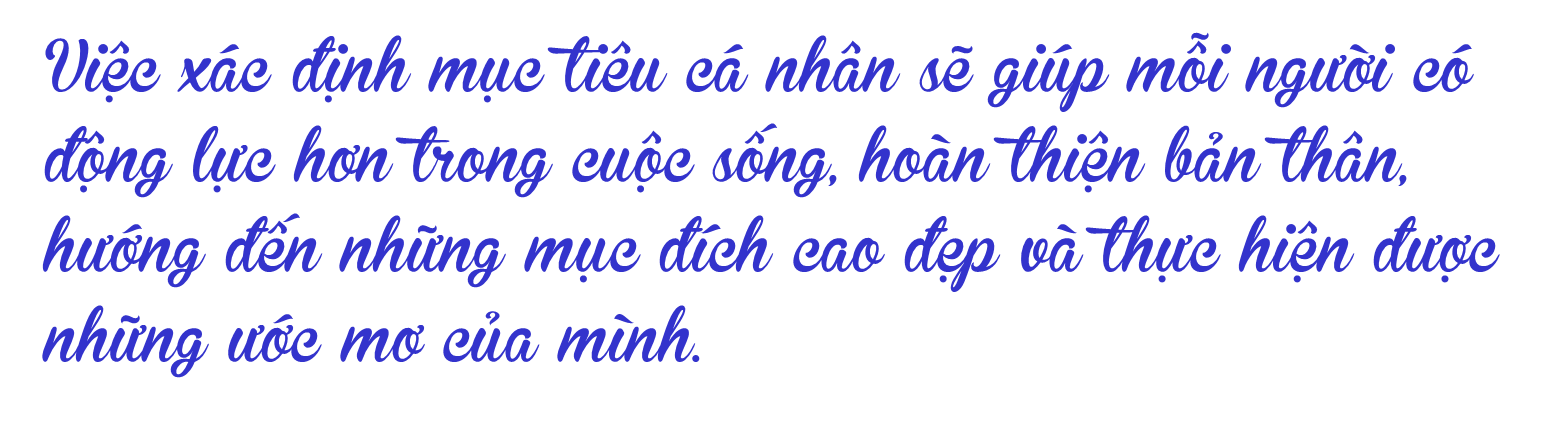 Việc xác định mục tiêu cá nhân sẽ giúp mỗi người có
động lực hơn trong cuộc sống, hoàn thiện bản thân,
hướng đến những mục đích cao đẹp và thực hiện được
những ước mơ của mình.